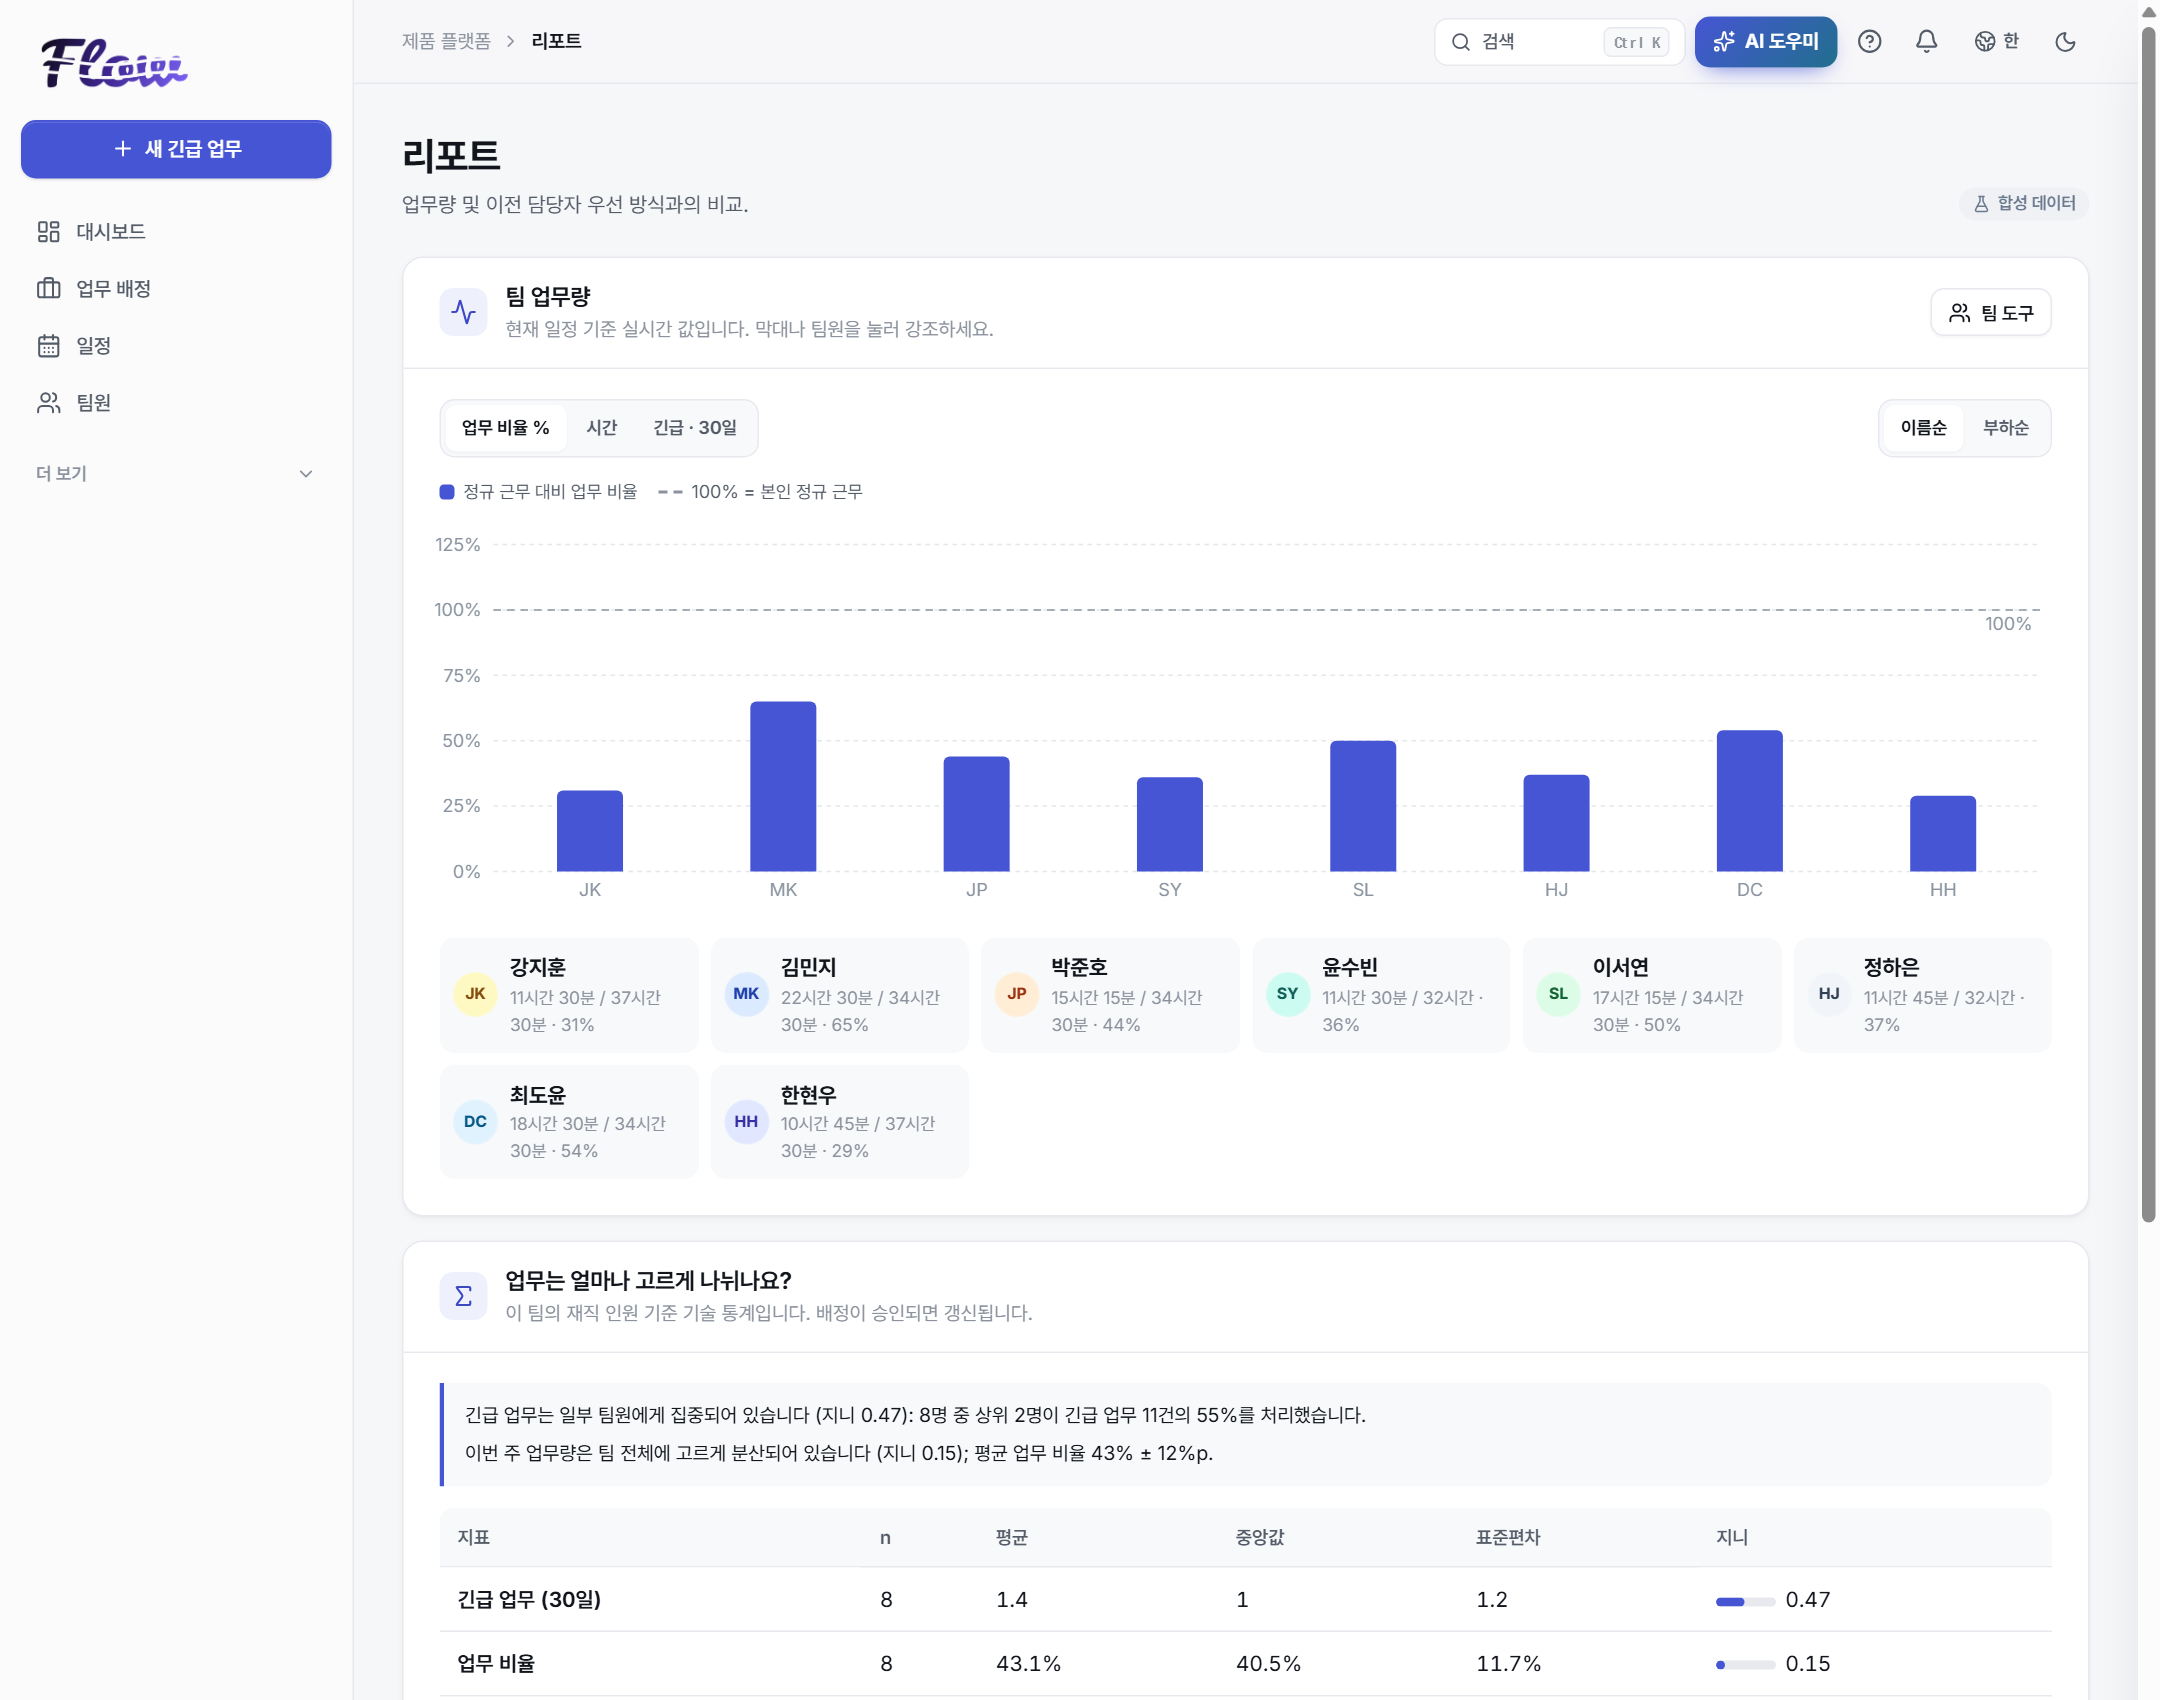 Flow
제품 플랫폼 > 리포트
검색 Ctrl K
AI 도우미
한
새 긴급 업무
대시보드
업무 배정
일정
팀원
더 보기
리포트
업무량 및 이전 담당자 우선 방식과의 비교.
합성 데이터
팀 업무량
현재 일정 기준 실시간 값입니다. 막대나 팀원을 눌러 강조하세요.
팀 도구
업무 비율 % 시간 긴급 · 30일
이름순 부하순
정규 근무 대비 업무 비율 100% = 본인 정규 근무
125%
100%
100%
75%
50%
25%
0%
JK MK JP SY SL HJ DC HH
JK
강지훈
11시간 30분 / 37시간
30분 · 31%
MK
김민지
22시간 30분 / 34시간
30분 · 65%
JP
박준호
15시간 15분 / 34시간
30분 · 44%
SY
윤수빈
11시간 30분 / 32시간 ·
36%
SL
이서연
17시간 15분 / 34시간
30분 · 50%
HJ
정하은
11시간 45분 / 32시간 ·
37%
DC
최도윤
18시간 30분 / 34시간
30분 · 54%
HH
한현우
10시간 45분 / 37시간
30분 · 29%
업무는 얼마나 고르게 나뉘나요?
이 팀의 재직 인원 기준 기술 통계입니다. 배정이 승인되면 갱신됩니다.
긴급 업무는 일부 팀원에게 집중되어 있습니다 (지니 0.47): 8명 중 상위 2명이 긴급 업무 11건의 55%를 처리했습니다.
이번 주 업무량은 팀 전체에 고르게 분산되어 있습니다 (지니 0.15); 평균 업무 비율 43% ± 12%p.
지표 n 평균 중앙값 표준편차 지니
긴급 업무 (30일) 8 1.4 1 1.2 0.47
업무 비율 8 43.1% 40.5% 11.7% 0.15